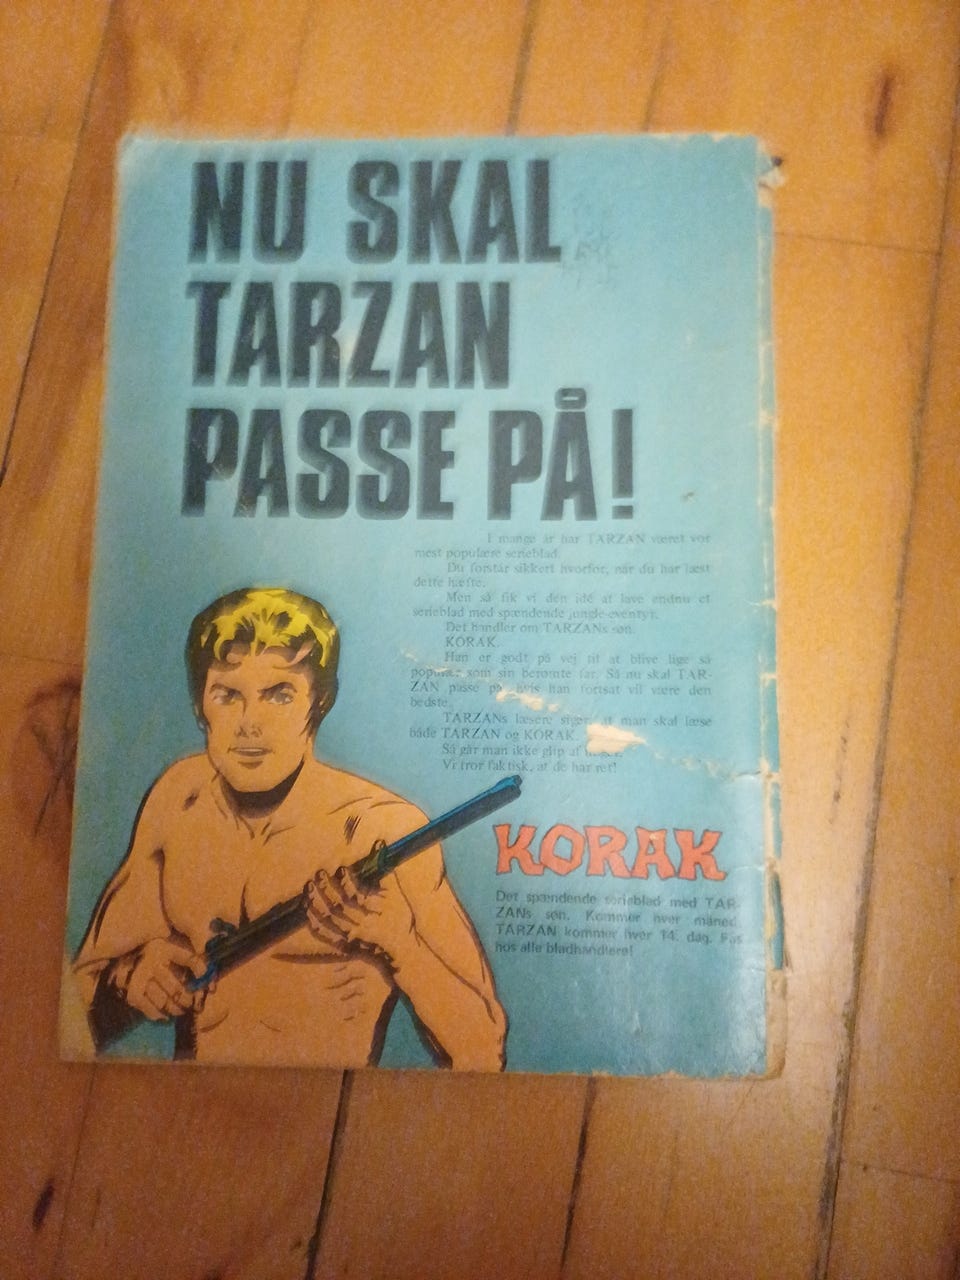 NU SKAL
TARZAN
PASSE PÅ!
I mange år har TARZAN været vor
mest populære serieblad.
Du forstår sikkert hvorfor, når du har læst
dette hæfte.
Men så fik vi den idé at lave endnu et
serieblad med spændende jungle-eventyr.
Det handler om TARZANs søn.
KORAK.
Han er godt på vej til at blive lige så
populær som sin berømte far. Så nu skal TAR-
ZAN passe på, hvis han fortsat vil være den
bedste.
TARZANs læsere siger, at man skal læse
både TARZAN og KORAK.
Så går man ikke glip af
Vi tror faktisk, at de har ret!
KORAK
Det spændende serieblad med TAR-
ZANs søn. Kommer hver måned.
TARZAN kommer hver 14. dag. Fås
hos alle bladhandlere!